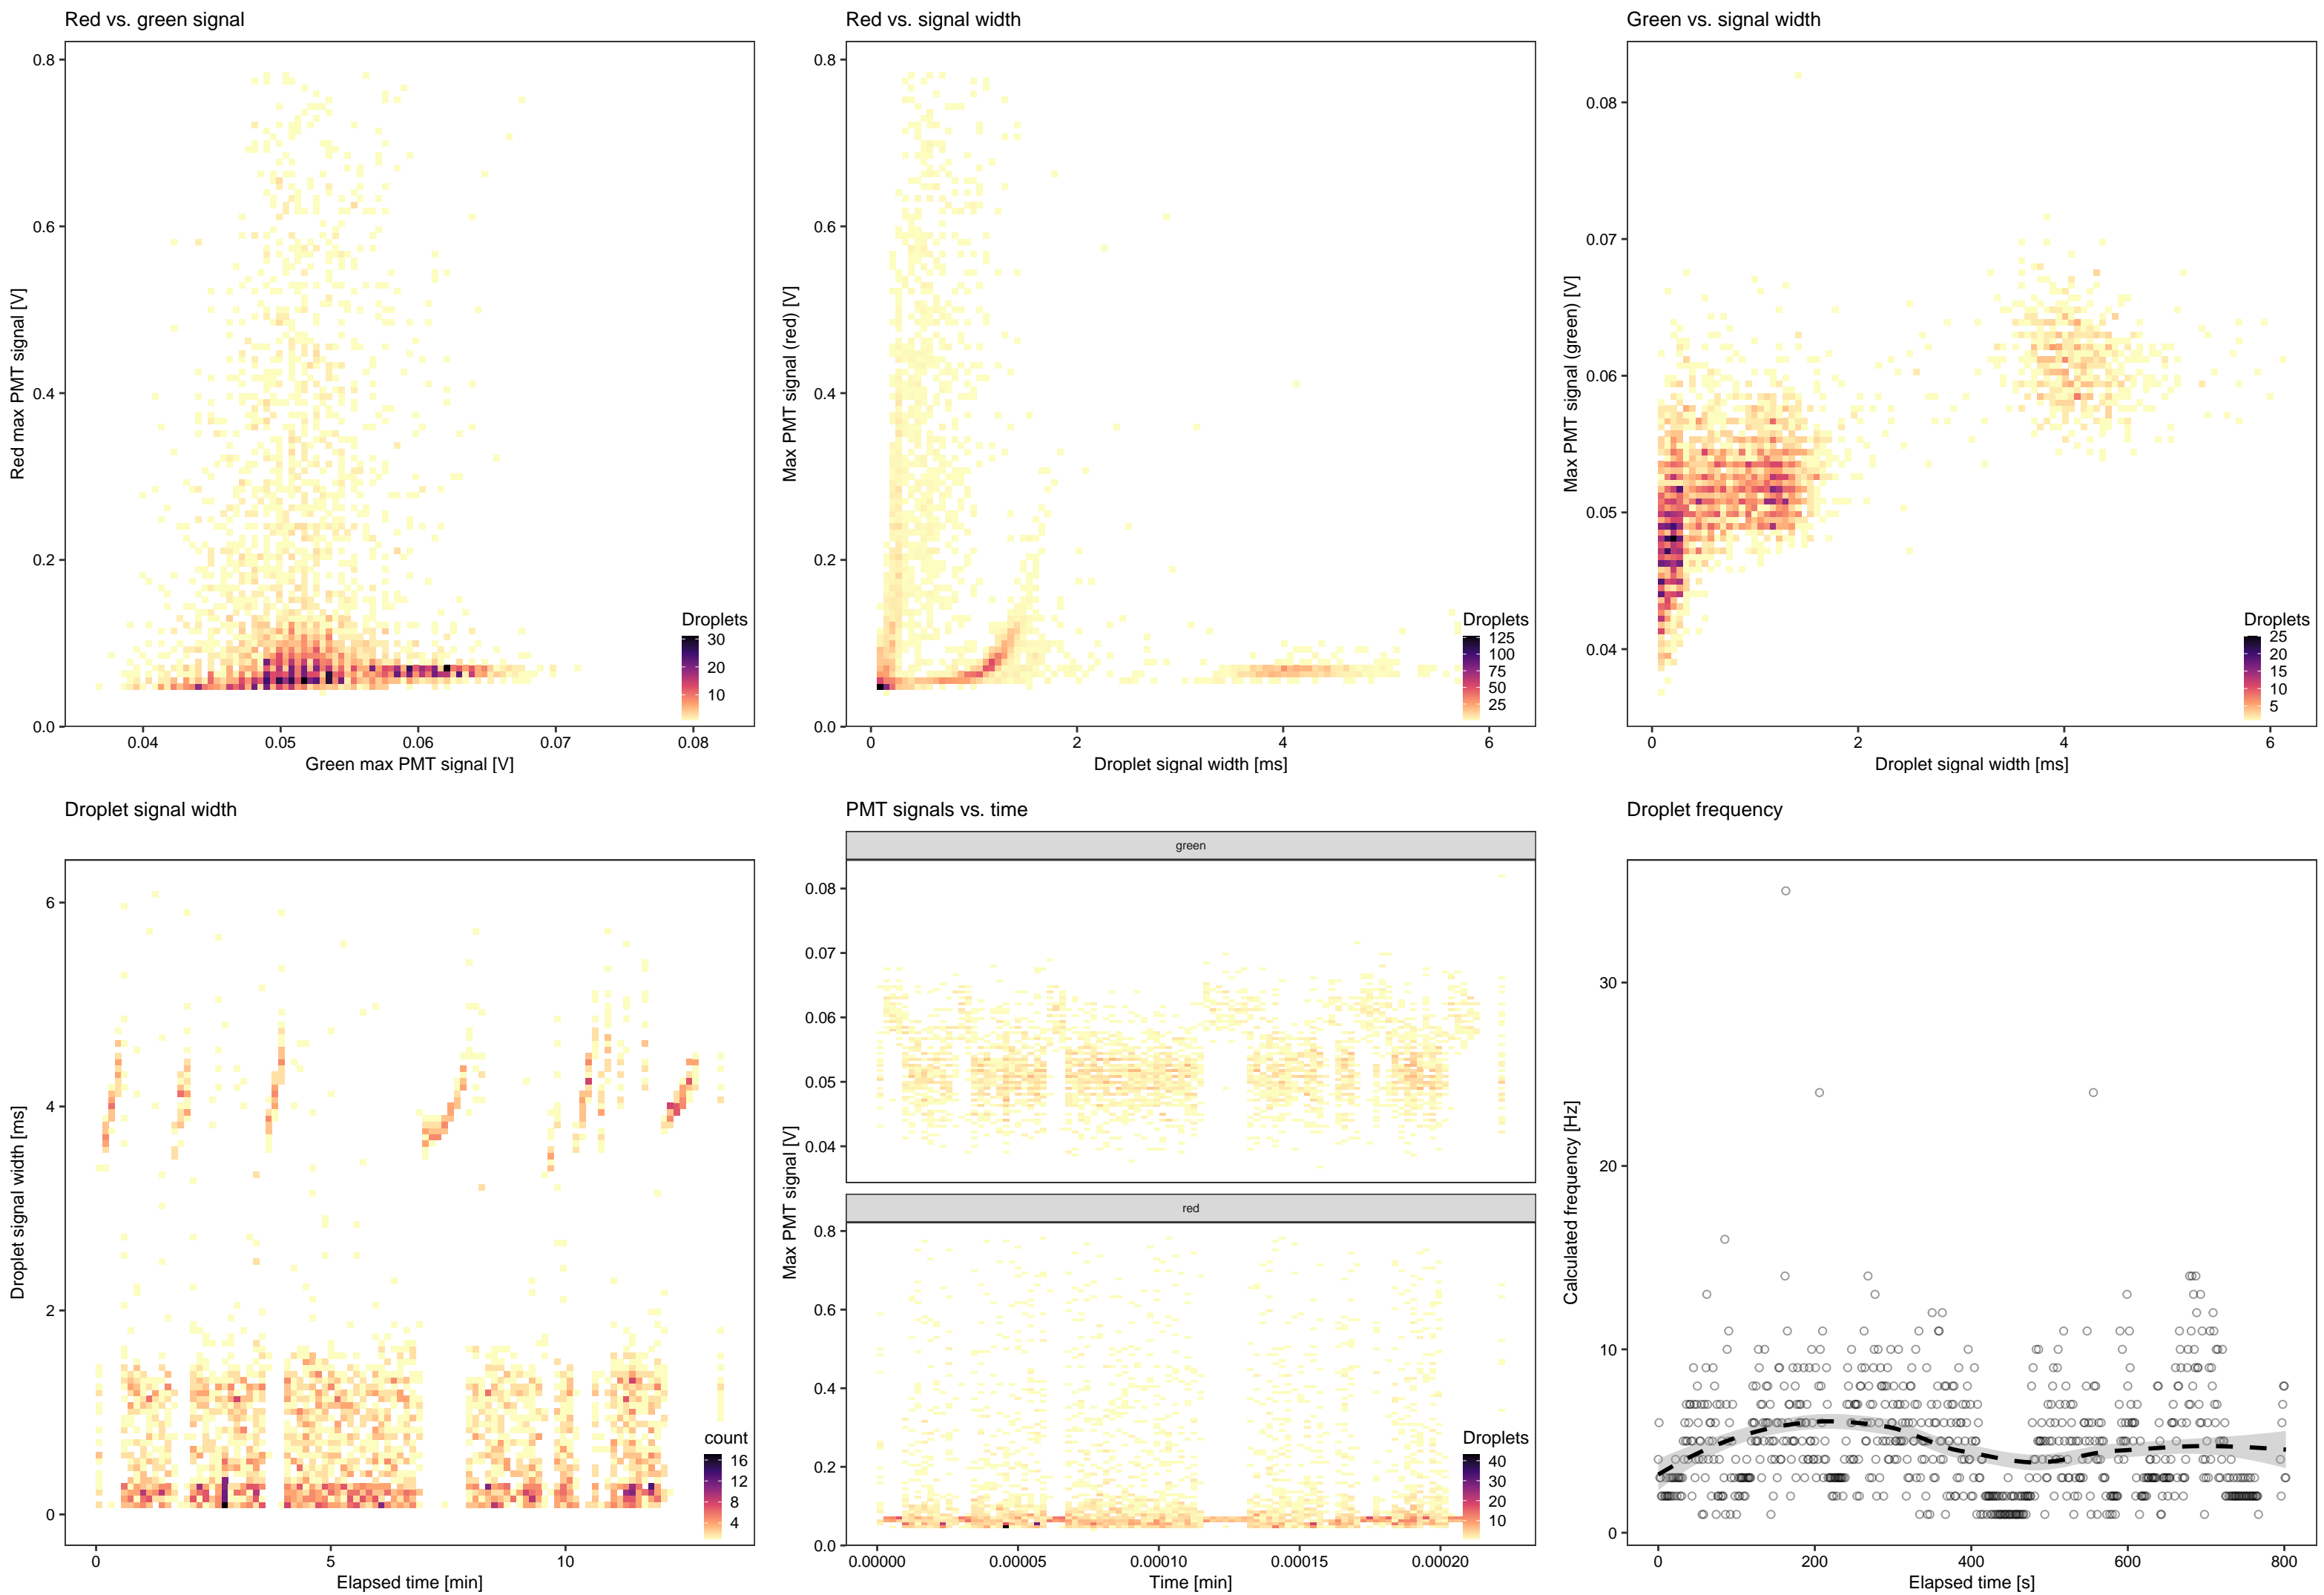 Red vs. green signal
Red max PMT signal [V]
0.8
0.6
0.4
0.2
0.0
0.04 0.05 0.06 0.07 0.08
Green max PMT signal [V]
Droplets
30
20
10
Red vs. signal width
Max PMT signal (red) [V]
0.8
0.6
0.4
0.2
0.0
0 2 4 6
Droplet signal width [ms]
Droplets
125
100
75
50
25
Green vs. signal width
Max PMT signal (green) [V]
0.08
0.07
0.06
0.05
0.04
0 2 4 6
Droplet signal width [ms]
Droplets
25
20
15
10
5
Droplet signal width
Droplet signal width [ms]
6
4
2
0
0 5 10
Elapsed time [min]
count
16
12
8
4
PMT signals vs. time
Max PMT signal [V]
green
0.08
0.07
0.06
0.05
0.04
red
0.8
0.6
0.4
0.2
0.0
0.00000 0.00005 0.00010 0.00015 0.00020
Time [min]
Droplets
40
30
20
10
Droplet frequency
Calculated frequency [Hz]
30
20
10
0
0 200 400 600 800
Elapsed time [s]